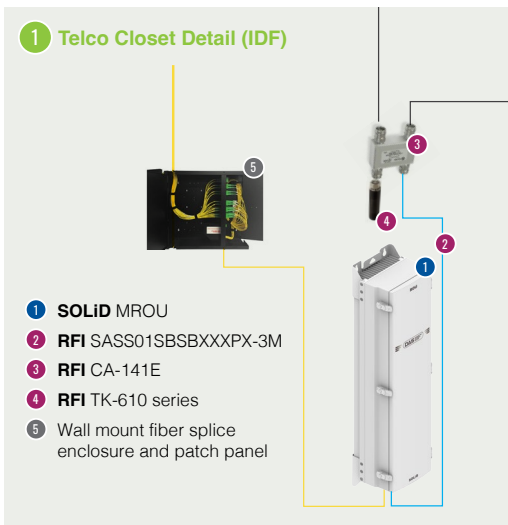 1 Telco Closet Detail (IDF)
5
3
4
2
1
1 SOLiD MROU
2 RFI SASS01SBSBXXXPX-3M
3 RFI CA-141E
4 RFI TK-610 series
5 Wall mount fiber splice
enclosure and patch panel